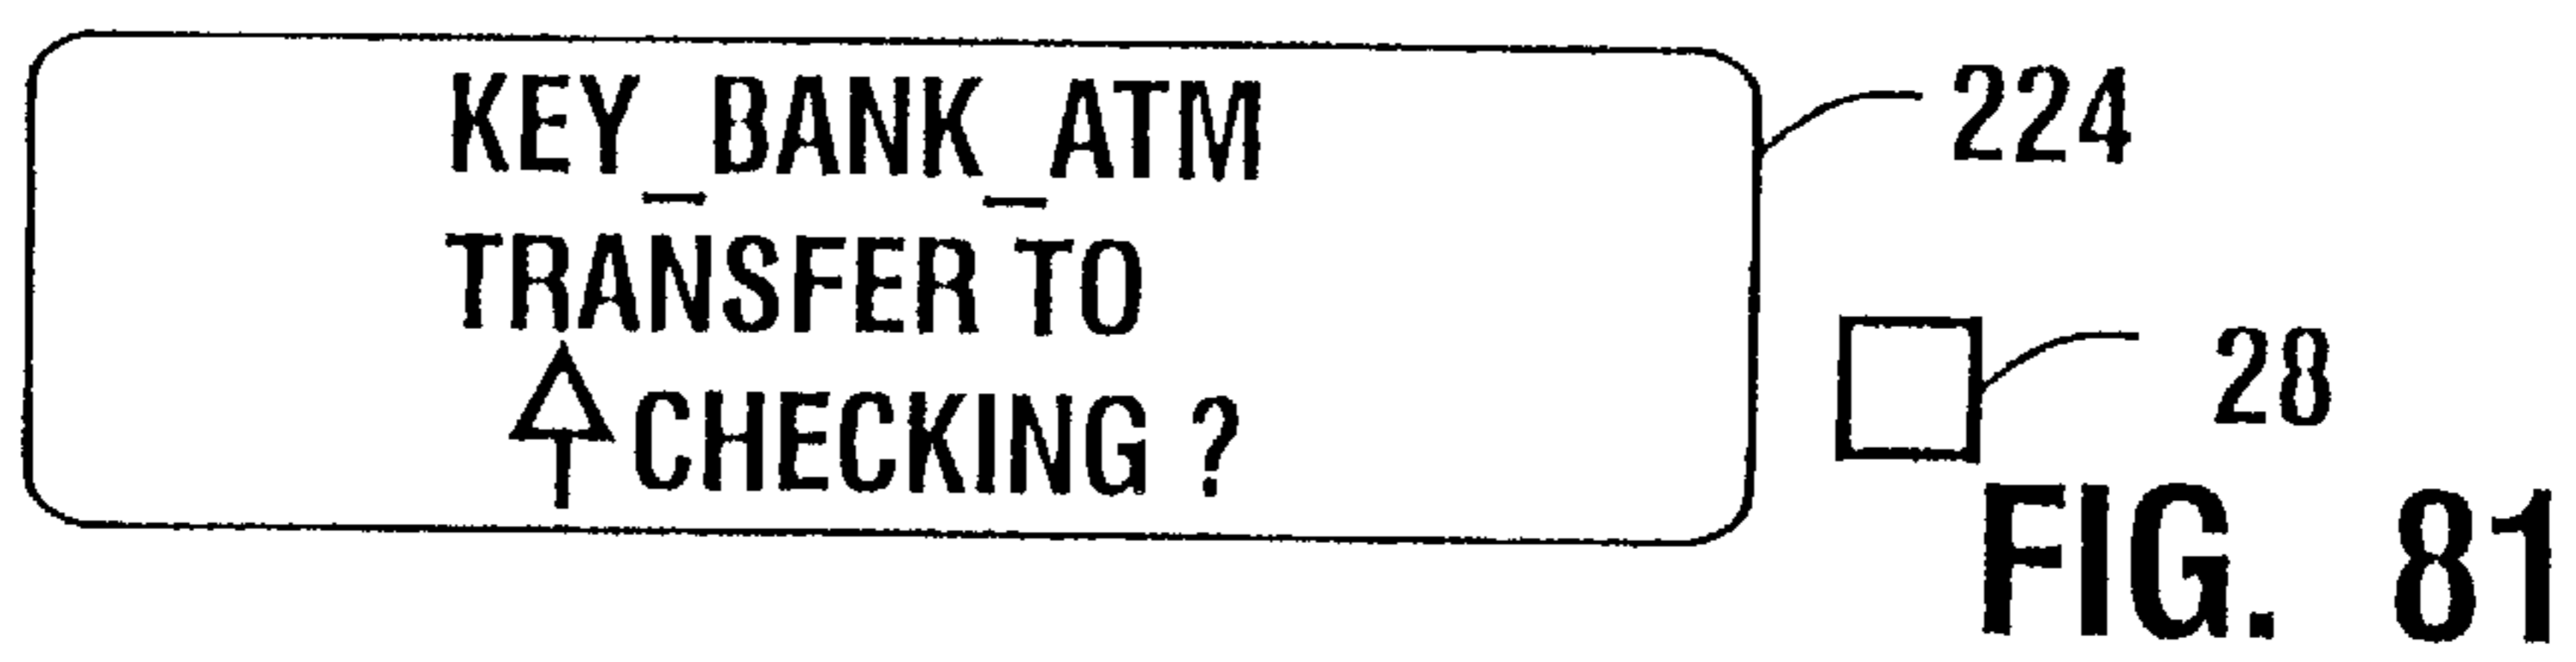 KEY_BANK_ATM
TRANSFER TO
CHECKING ?
224
28
FIG. 81